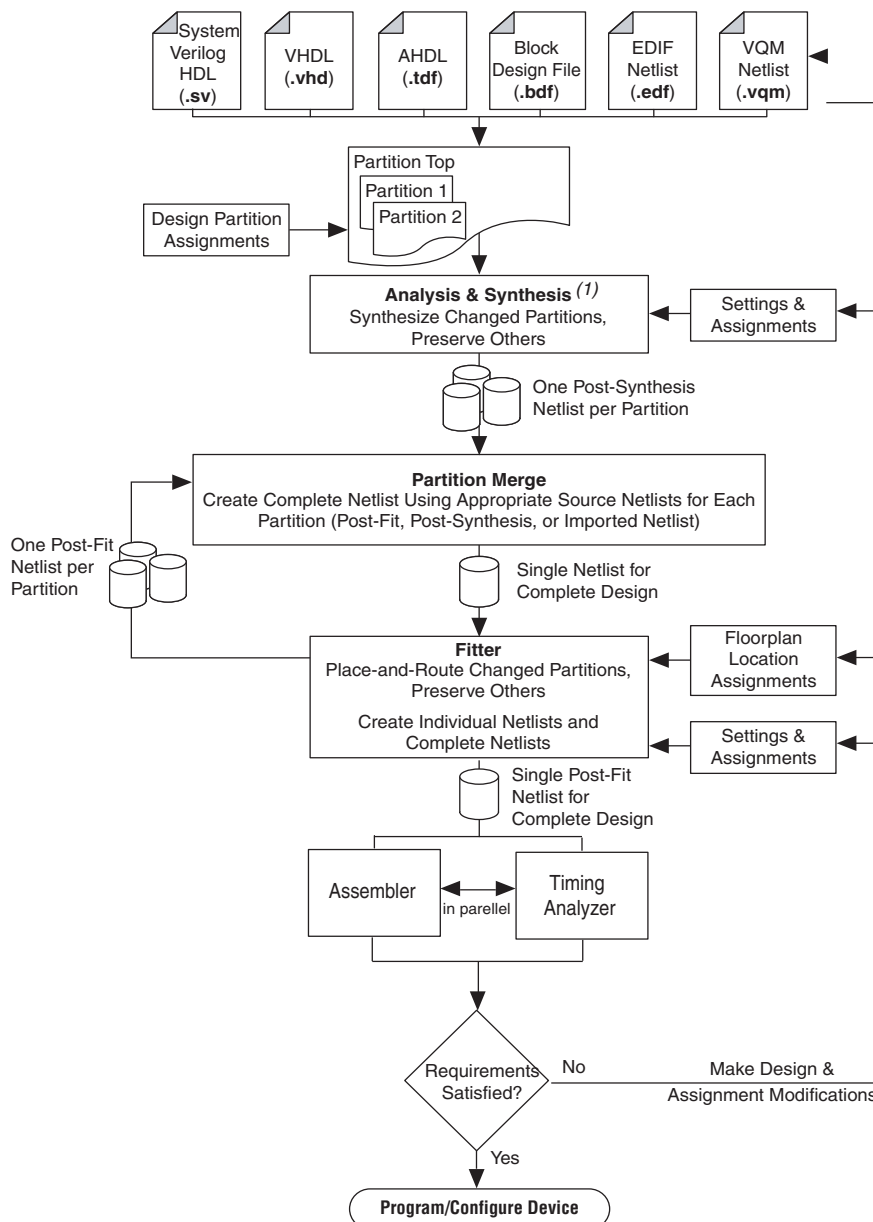 System
Verilog
HDL
(.sv)
VHDL
(.vhd)
AHDL
(.tdf)
Block
Design File
(.bdf)
EDIF
Netlist
(.edf)
VQM
Netlist
(.vqm)
Partition Top
Partition 1
Partition 2
Design Partition
Assignments
Analysis & Synthesis (1)
Synthesize Changed Partitions,
Preserve Others
Settings &
Assignments
One Post-Synthesis
Netlist per Partition
Partition Merge
Create Complete Netlist Using Appropriate Source Netlists for Each
Partition (Post-Fit, Post-Synthesis, or Imported Netlist)
One Post-Fit
Netlist per
Partition
Single Netlist for
Complete Design
Fitter
Place-and-Route Changed Partitions,
Preserve Others
Create Individual Netlists and
Complete Netlists
Floorplan
Location
Assignments
Settings &
Assignments
Single Post-Fit
Netlist for
Complete Design
Assembler
in parellel
Timing
Analyzer
Requirements
Satisfied?
No
Make Design &
Assignment Modifications
Yes
Program/Configure Device